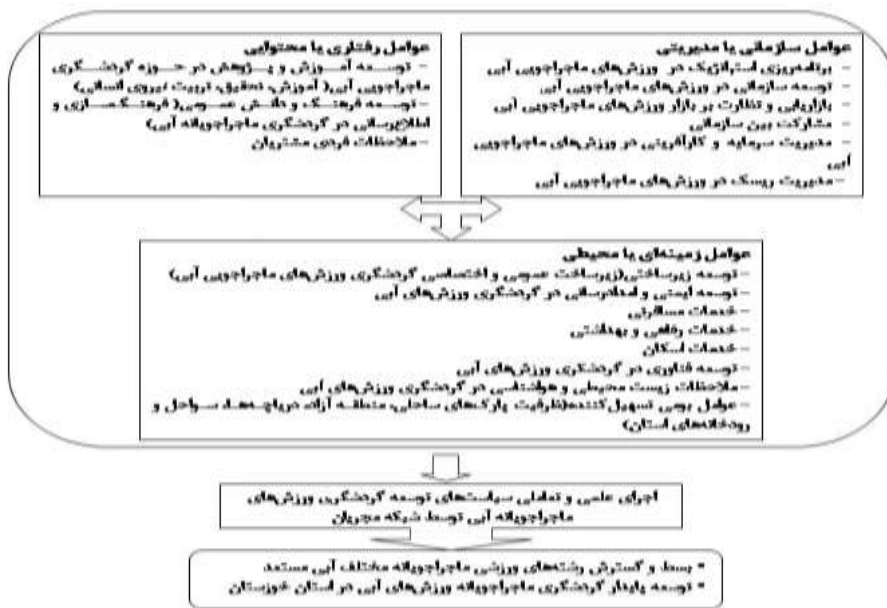 عوامل سازمانی یا مدیریتی
– برنامه‌ریزی استراتژیک در ورزش‌های ماجراجویی آبی
– توسعه سازمانی در ورزش‌های ماجراجویی آبی
– بازاریابی و نظارت بر بازار ورزش‌های ماجراجویی آبی
– مشارکت بین سازمانی
– مدیریت سرمایه و کارآفرینی در ورزش‌های ماجراجویی
آبی
– مدیریت ریسک در ورزش‌های ماجراجویی آبی
عوامل رفتاری یا محتوایی
– توسعه آموزش و پژوهش در حوزه گردشگری
ماجراجویی آبی( آموزش، تحقیق، تربیت نیروی انسانی)
– توسعه فرهنگ و دانش عمومی( فرهنگ‌سازی و
اطلاع‌رسانی در گردشگری ماجراجویانه آبی)
– ملاحظات فردی مشتریان
عوامل زمینه‌ای یا محیطی
– توسعه زیرساختی(زیرساخت عمومی و اختصاصی گردشگری ورزش‌های ماجراجویی آبی)
– توسعه ایمنی و امدادرسانی در گردشگری ورزش‌های آبی
– خدمات مسافرتی
– خدمات رفاهی و بهداشتی
– خدمات اسکان
– توسعه فناوری در گردشگری ورزش‌های آبی
– ملاحظات زیست محیطی و هواشناسی در گردشگری ورزش‌های آبی
– عوامل بومی تسهیل‌کننده(ظرفیت پارک‌های ساحلی، منطقه آزاد، دریاچه‌ها، سواحل و
رودخانه‌های استان)
اجرای علمی و تعاملی سیاست‌های توسعه گردشگری ورزش‌های
ماجراجویانه آبی توسط شبکه مجریان
• بسط و گسترش رشته‌های ورزشی ماجراجویانه مختلف آبی مستعد
• توسعه پایدار گردشگری ماجراجویانه ورزش‌های آبی در استان خوزستان